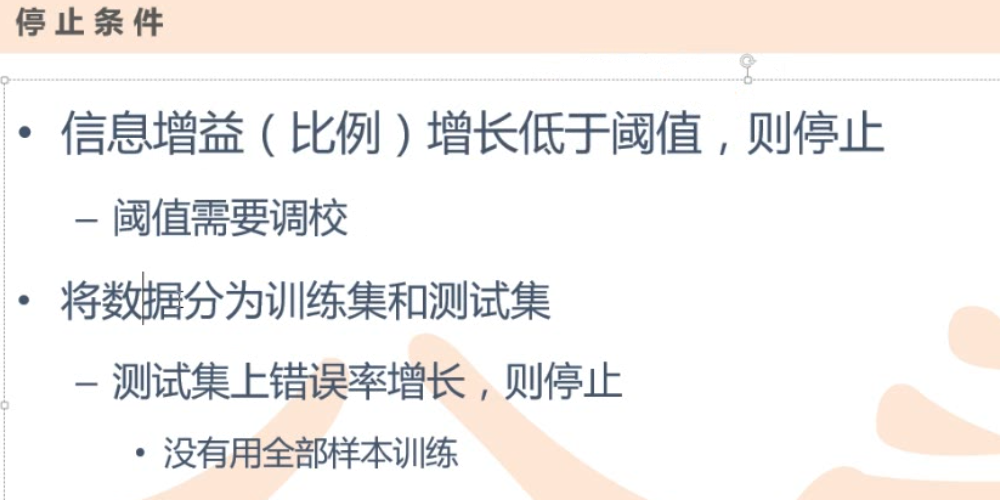 停止条件
• 信息增益（比例）增长低于阈值，则停止
– 阈值需要调校
• 将数据分为训练集和测试集
– 测试集上错误率增长，则停止
• 没有用全部样本训练